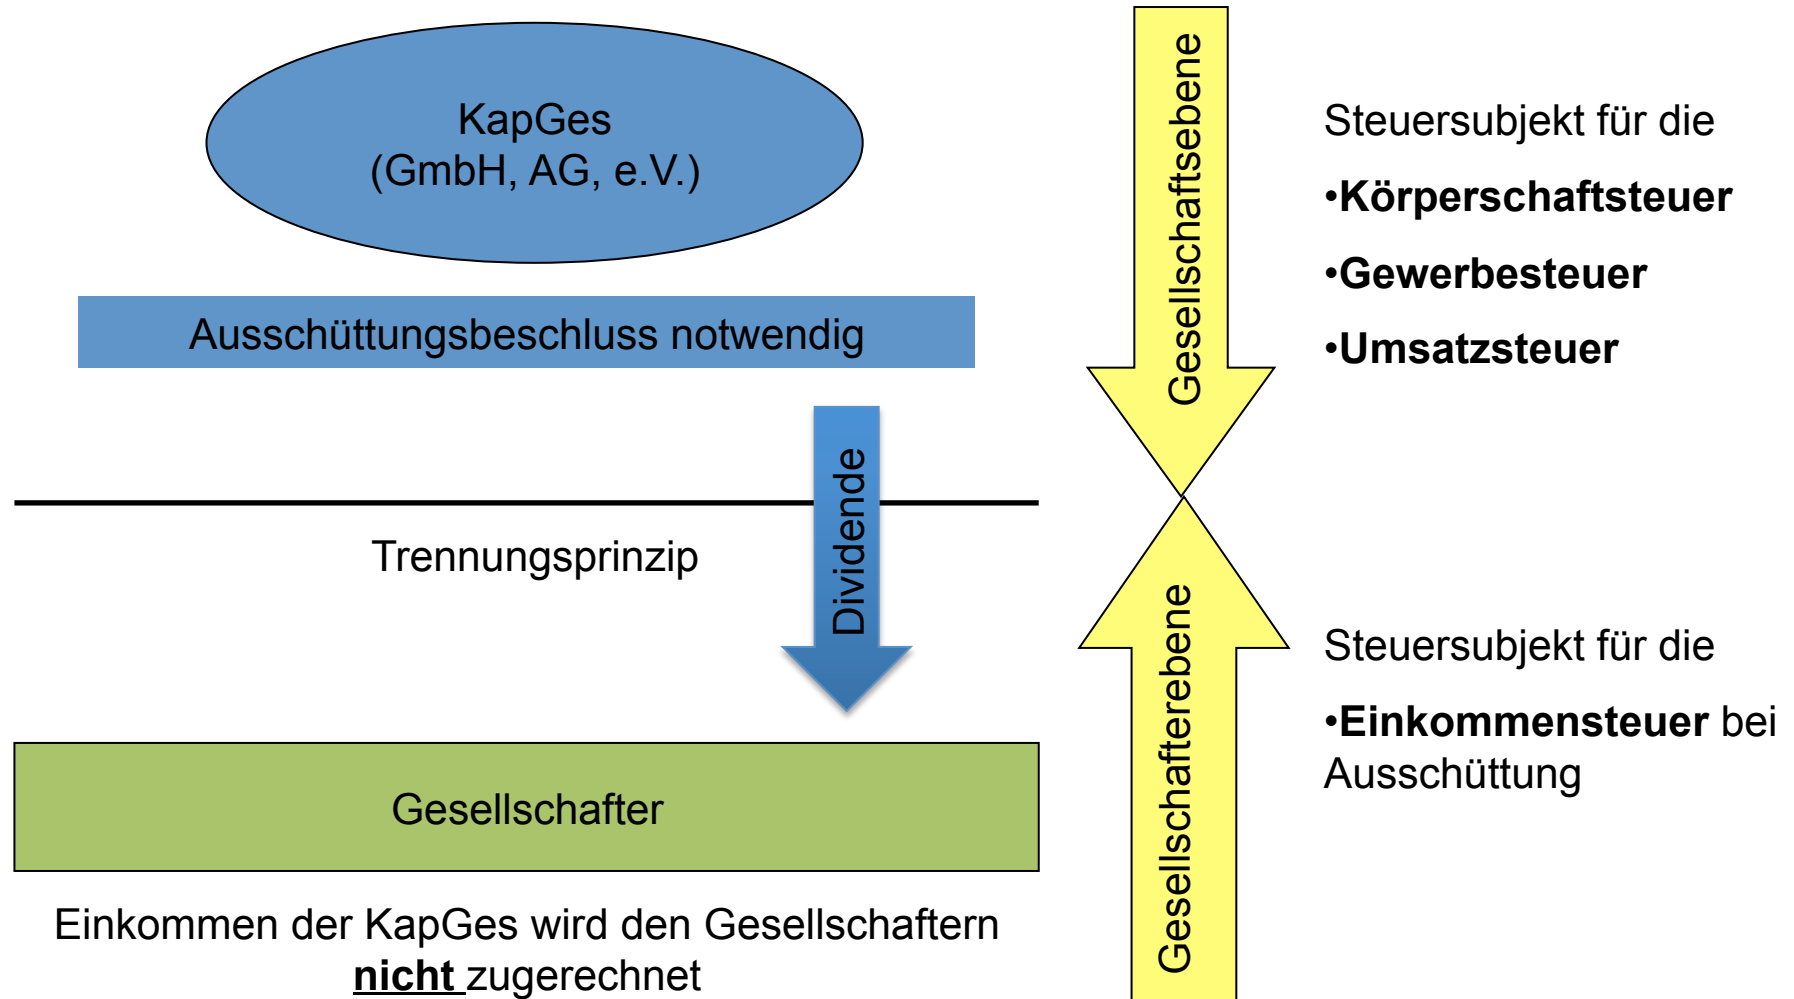 KapGes
(GmbH, AG, e.V.)
Ausschüttungsbeschluss notwendig
Dividende
Trennungsprinzip
Gesellschafter
Einkommen der KapGes wird den Gesellschaftern
nicht zugerechnet
Gesellschaftsebene
Steuersubjekt für die
•Körperschaftsteuer
•Gewerbesteuer
•Umsatzsteuer
Gesellschafterebene
Steuersubjekt für die
•Einkommensteuer bei
Ausschüttung